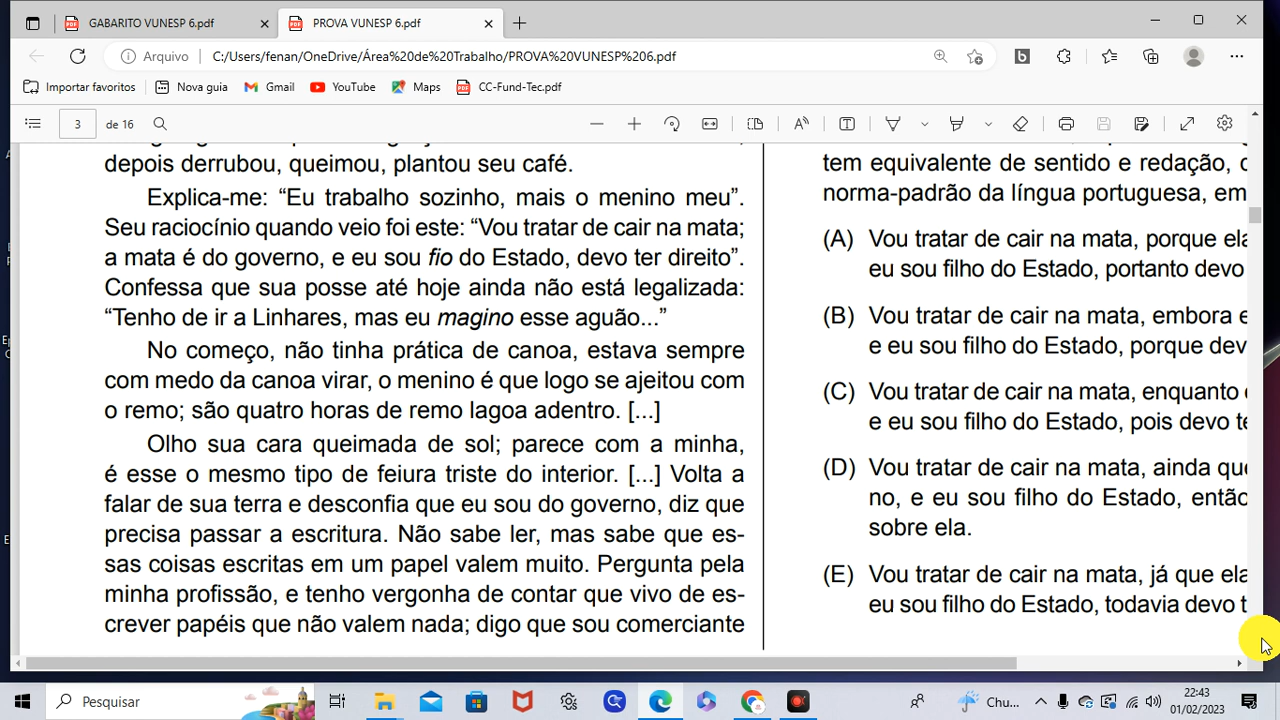 GABARITO VUNESP 6.pdf
PROVA VUNESP 6.pdf
Arquivo
C:/Users/fenan/OneDrive/Área%20de%20Trabalho/PROVA%20VUNESP%206.pdf
Importar favoritos
Nova guia
Gmail
YouTube
Maps
CC-Fund-Tec.pdf
3
de 16
depois derrubou, queimou, plantou seu café.
Explica-me: “Eu trabalho sozinho, mais o menino meu”.
Seu raciocínio quando veio foi este: “Vou tratar de cair na mata;
a mata é do governo, e eu sou fio do Estado, devo ter direito”.
Confessa que sua posse até hoje ainda não está legalizada:
“Tenho de ir a Linhares, mas eu magino esse aguão...”
No começo, não tinha prática de canoa, estava sempre
com medo da canoa virar, o menino é que logo se ajeitou com
o remo; são quatro horas de remo lagoa adentro. [...]
Olho sua cara queimada de sol; parece com a minha,
é esse o mesmo tipo de feiura triste do interior. [...] Volta a
falar de sua terra e desconfia que eu sou do governo, diz que
precisa passar a escritura. Não sabe ler, mas sabe que es-
sas coisas escritas em um papel valem muito. Pergunta pela
minha profissão, e tenho vergonha de contar que vivo de es-
crever papéis que não valem nada; digo que sou comerciante
tem equivalente de sentido e redação,
norma-padrão da língua portuguesa, em
(A) Vou tratar de cair na mata, porque ela
eu sou filho do Estado, portanto devo
(B) Vou tratar de cair na mata, embora e
e eu sou filho do Estado, porque dev
(C) Vou tratar de cair na mata, enquanto
e eu sou filho do Estado, pois devo te
(D) Vou tratar de cair na mata, ainda que
no, e eu sou filho do Estado, então
sobre ela.
(E) Vou tratar de cair na mata, já que ela
eu sou filho do Estado, todavia devo t
Pesquisar
Chu...
22:43
01/02/2023